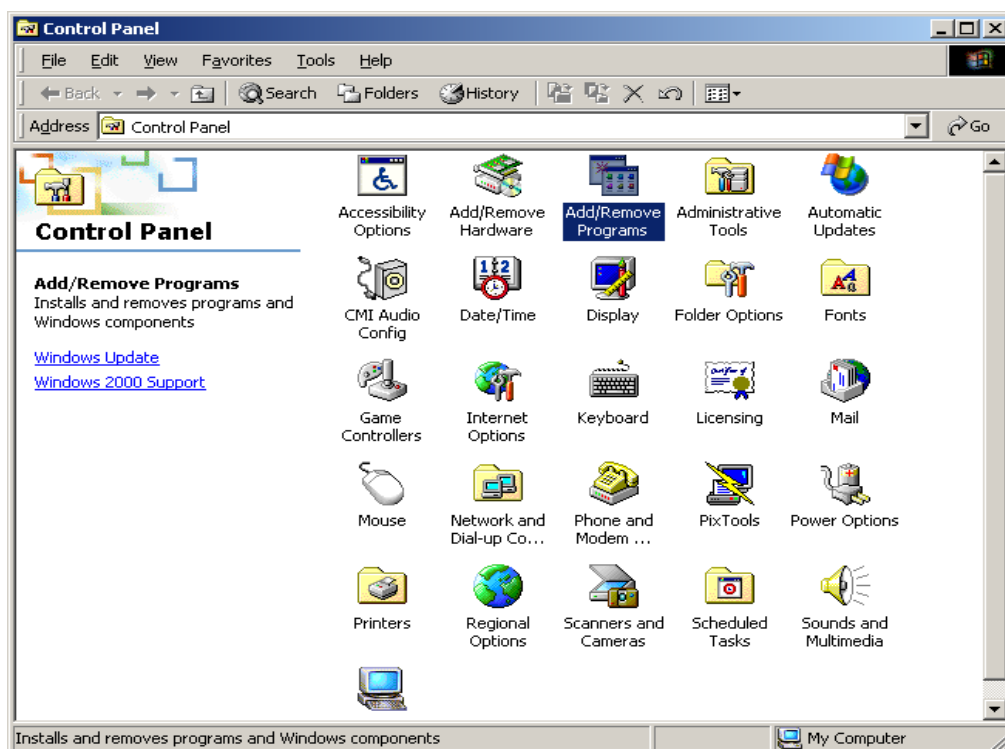 Control Panel
File Edit View Favorites Tools Help
Back Search Folders History
Address Control Panel Go
Control Panel
Add/Remove Programs
Installs and removes programs and
Windows components
Windows Update
Windows 2000 Support
Accessibility
Options
Add/Remove
Hardware
Add/Remove
Programs
Administrative
Tools
Automatic
Updates
CMI Audio
Config
Date/Time
Display
Folder Options
Fonts
Game
Controllers
Internet
Options
Keyboard
Licensing
Mail
Mouse
Network and
Dial-up Co...
Phone and
Modem ...
PixTools
Power Options
Printers
Regional
Options
Scanners and
Cameras
Scheduled
Tasks
Sounds and
Multimedia
Installs and removes programs and Windows components
My Computer